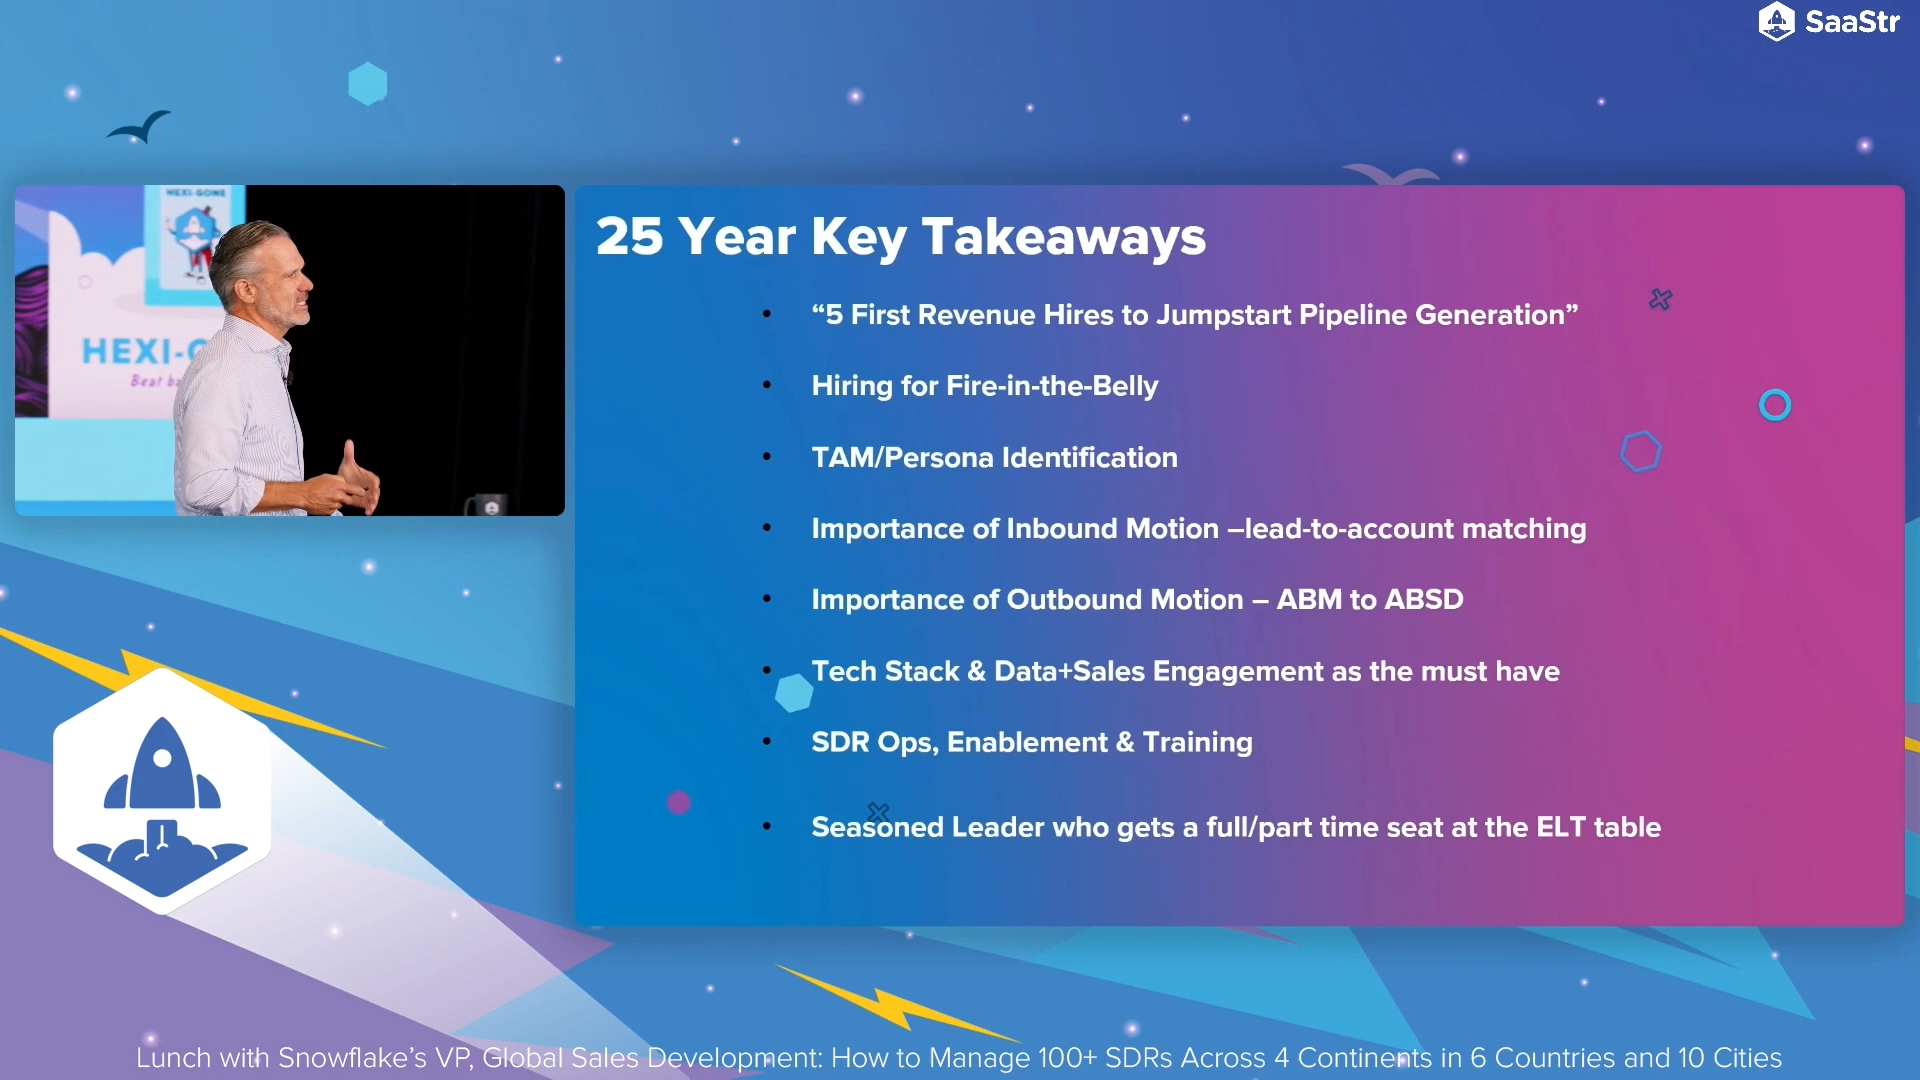 SaaStr
HEXI-GONE
HEXI-G
Beat ba
25 Year Key Takeaways
• “5 First Revenue Hires to Jumpstart Pipeline Generation”
• Hiring for Fire-in-the-Belly
• TAM/Persona Identification
• Importance of Inbound Motion –lead-to-account matching
• Importance of Outbound Motion – ABM to ABSD
• Tech Stack & Data+Sales Engagement as the must have
• SDR Ops, Enablement & Training
• Seasoned Leader who gets a full/part time seat at the ELT table
Lunch with Snowflake’s VP, Global Sales Development: How to Manage 100+ SDRs Across 4 Continents in 6 Countries and 10 Cities